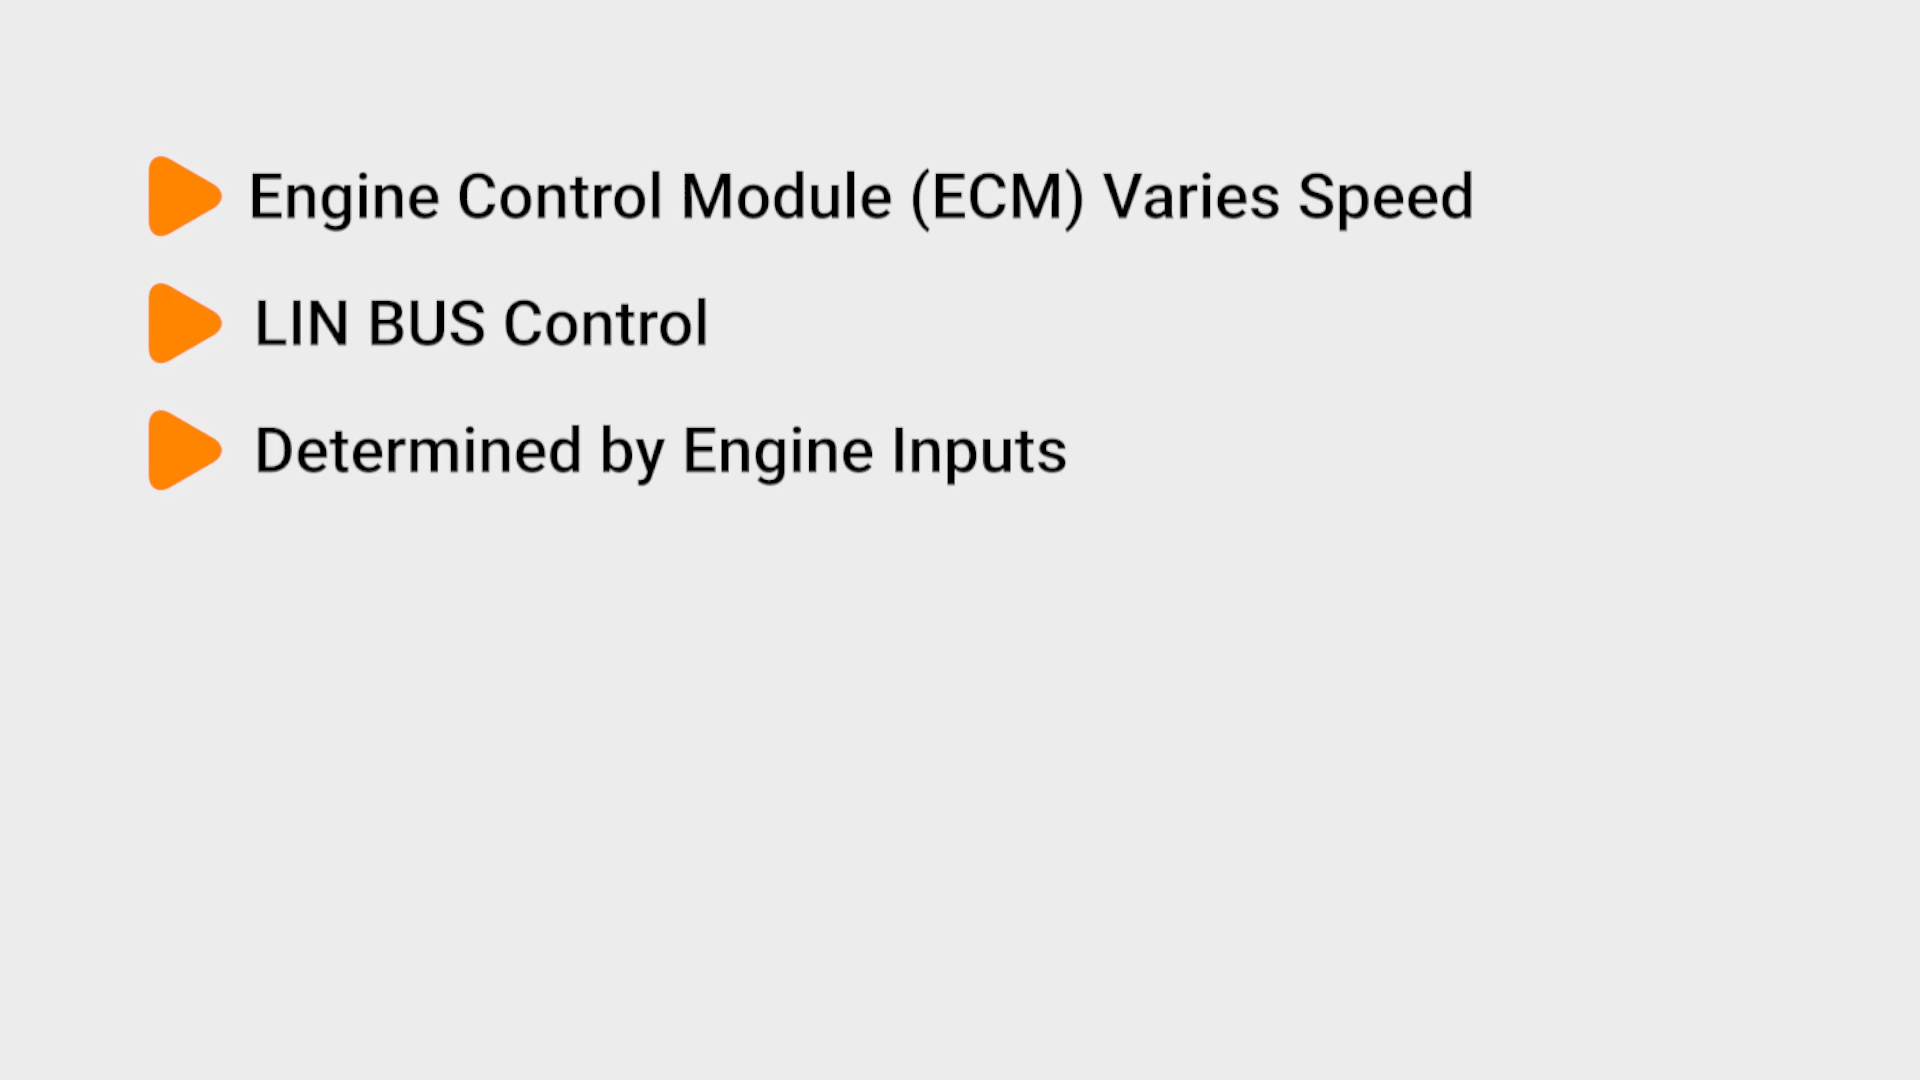 Engine Control Module (ECM) Varies Speed
LIN BUS Control
Determined by Engine Inputs